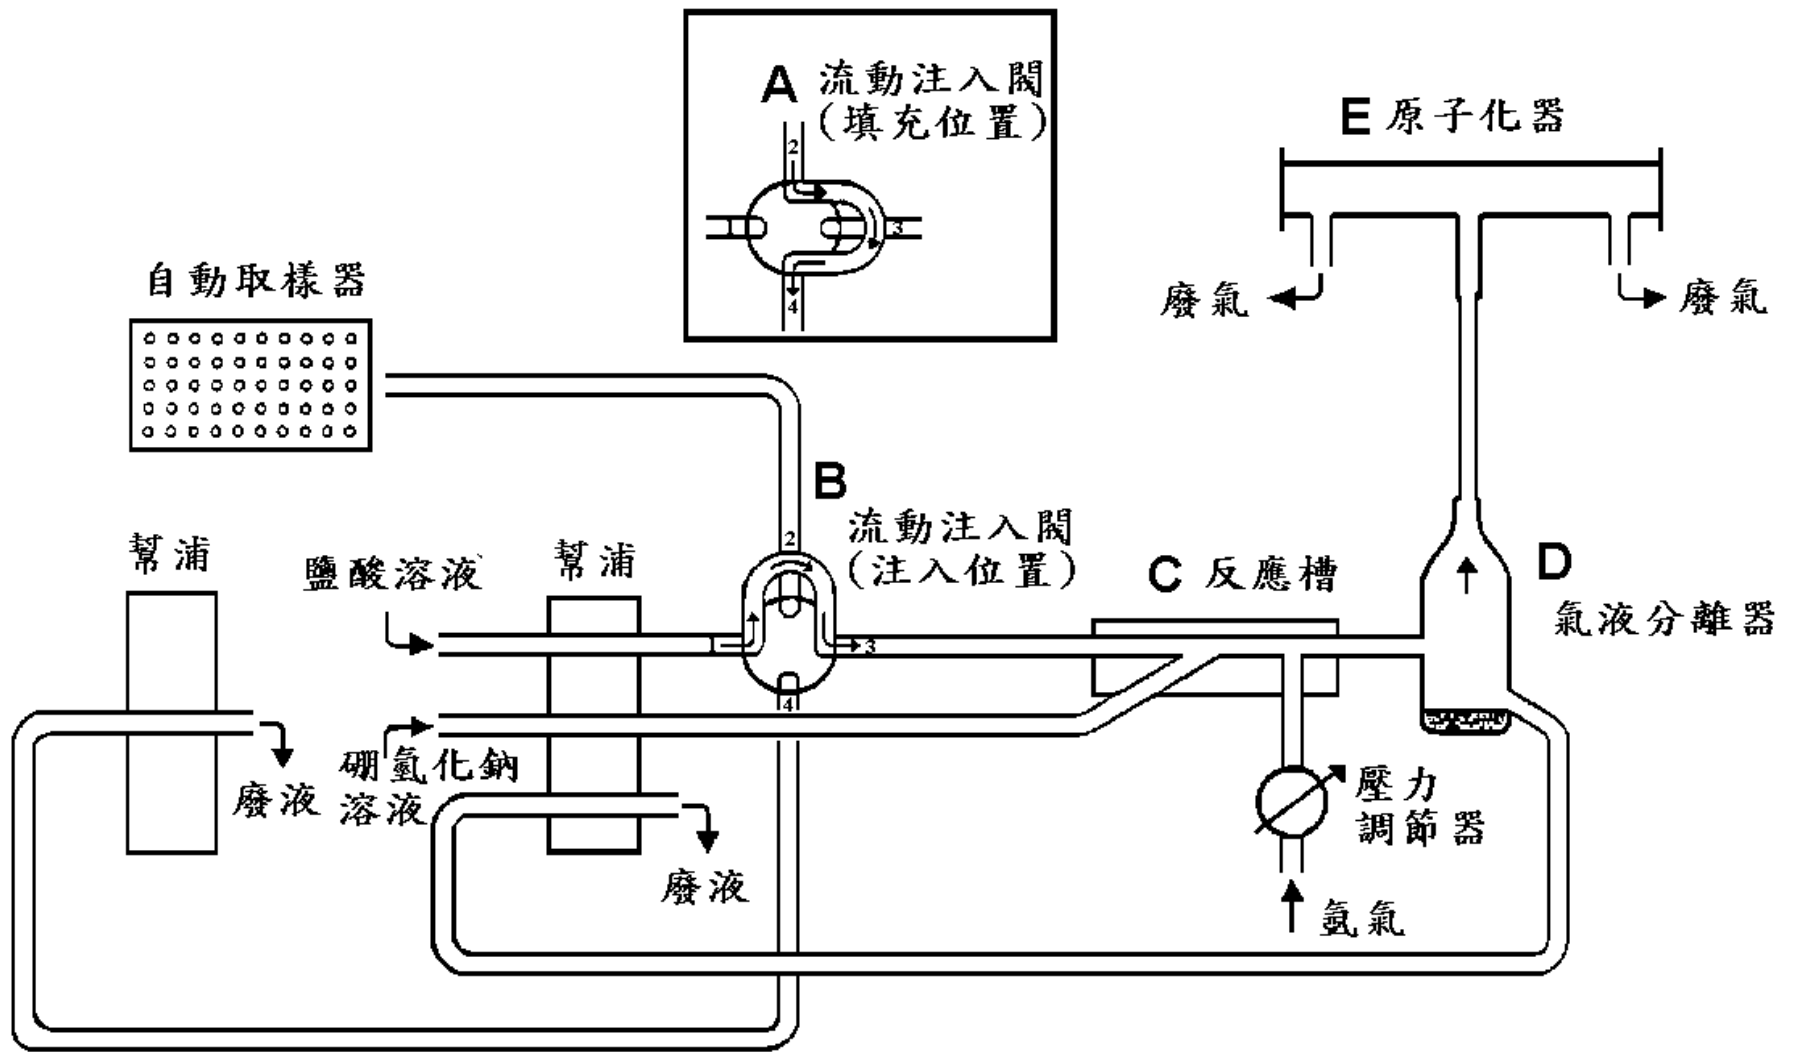 A 流動注入閥
(填充位置)
2
3
4
E 原子化器
廢氣
廢氣
自動取樣器
B
流動注入閥
(注入位置)
2
3
4
幫浦
鹽酸溶液
幫浦
C 反應槽
D
氣液分離器
硼氫化鈉
溶液
廢液
廢液
壓力
調節器
氬氣